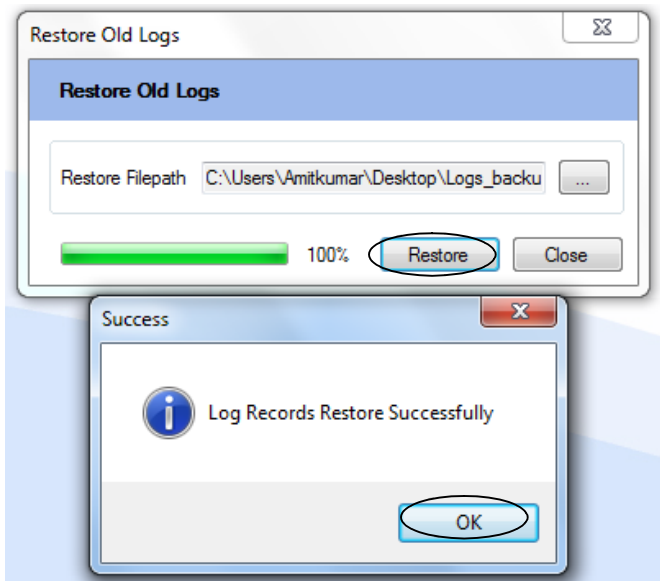 Restore Old Logs
Restore Old Logs
Restore Filepath C:\Users\Amitkumar\Desktop\Logs_backu ...
100% Restore Close
Success
Log Records Restore Successfully
OK